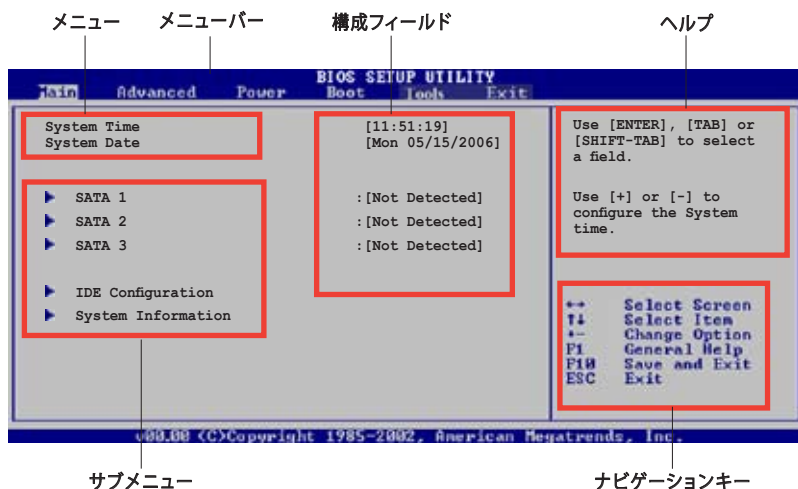 メニュー メニューバー 構成フィールド ヘルプ
BIOS SETUP UTILITY
Main Advanced Power Boot Tools Exit
System Time [11:51:19]
System Date [Mon 05/15/2006]
SATA 1 :[Not Detected]
SATA 2 :[Not Detected]
SATA 3 :[Not Detected]
IDE Configuration
System Information
Use [ENTER], [TAB] or
[SHIFT-TAB] to select
a field.
Use [+] or [-] to
configure the System
time.
←→ Select Screen
↑↓ Select Item
+- Change Option
F1 General Help
F10 Save and Exit
ESC Exit
v00.00 (C)Copyright 1985-2002, American Megatrends, Inc.
サブメニュー ナビゲーションキー